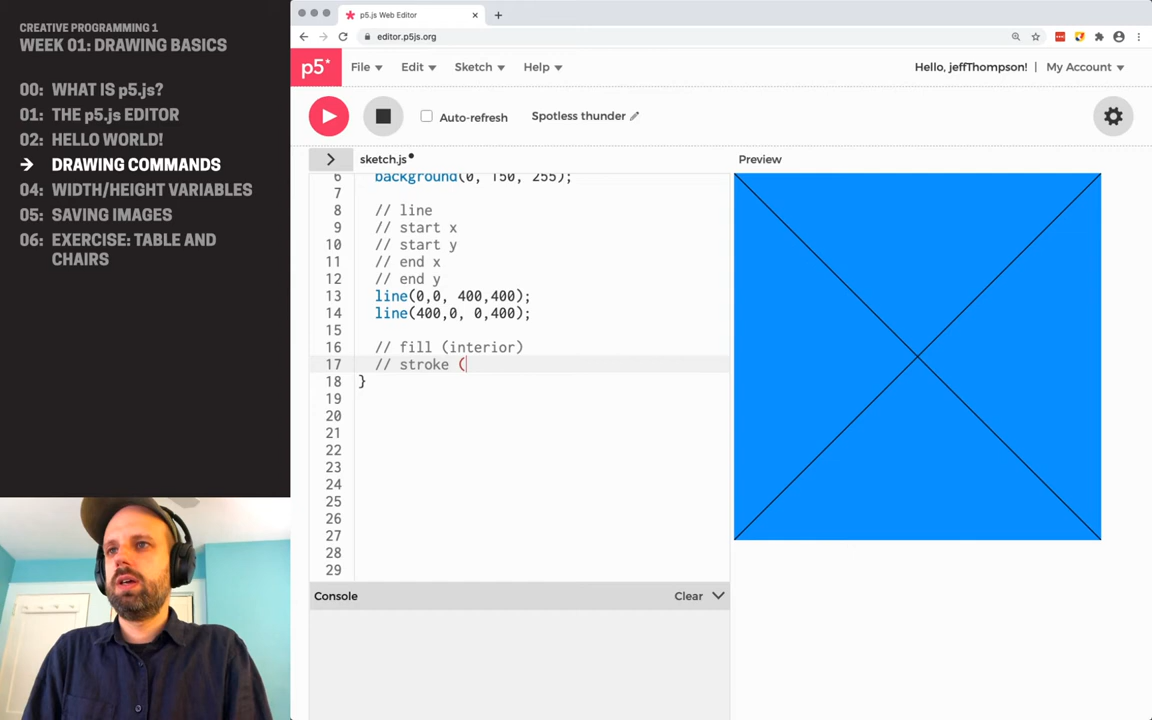 CREATIVE PROGRAMMING 1
WEEK 01: DRAWING BASICS
00: WHAT IS p5.js?
01: THE p5.js EDITOR
02: HELLO WORLD!
→ DRAWING COMMANDS
04: WIDTH/HEIGHT VARIABLES
05: SAVING IMAGES
06: EXERCISE: TABLE AND
CHAIRS
p5.js Web Editor
editor.p5js.org
p5* File Edit Sketch Help Hello, jeffThompson! My Account
Auto-refresh Spotless thunder
sketch.js Preview
6 background(0, 150, 255);
7
8 // line
9 // start x
10 // start y
11 // end x
12 // end y
13 line(0,0, 400,400);
14 line(400,0, 0,400);
15
16 // fill (interior)
17 // stroke (
18 }
19
20
21
22
23
24
25
26
27
28
29
Console Clear